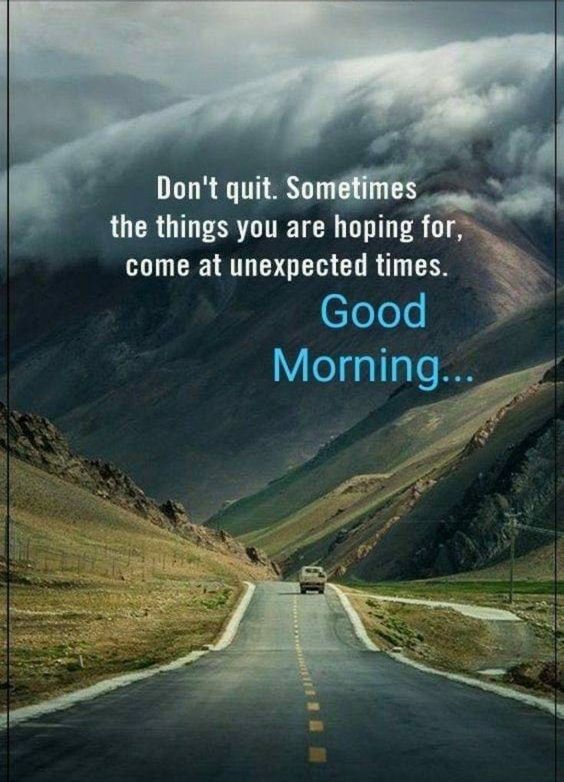 Don't quit. Sometimes
the things you are hoping for,
come at unexpected times.
Good
Morning...